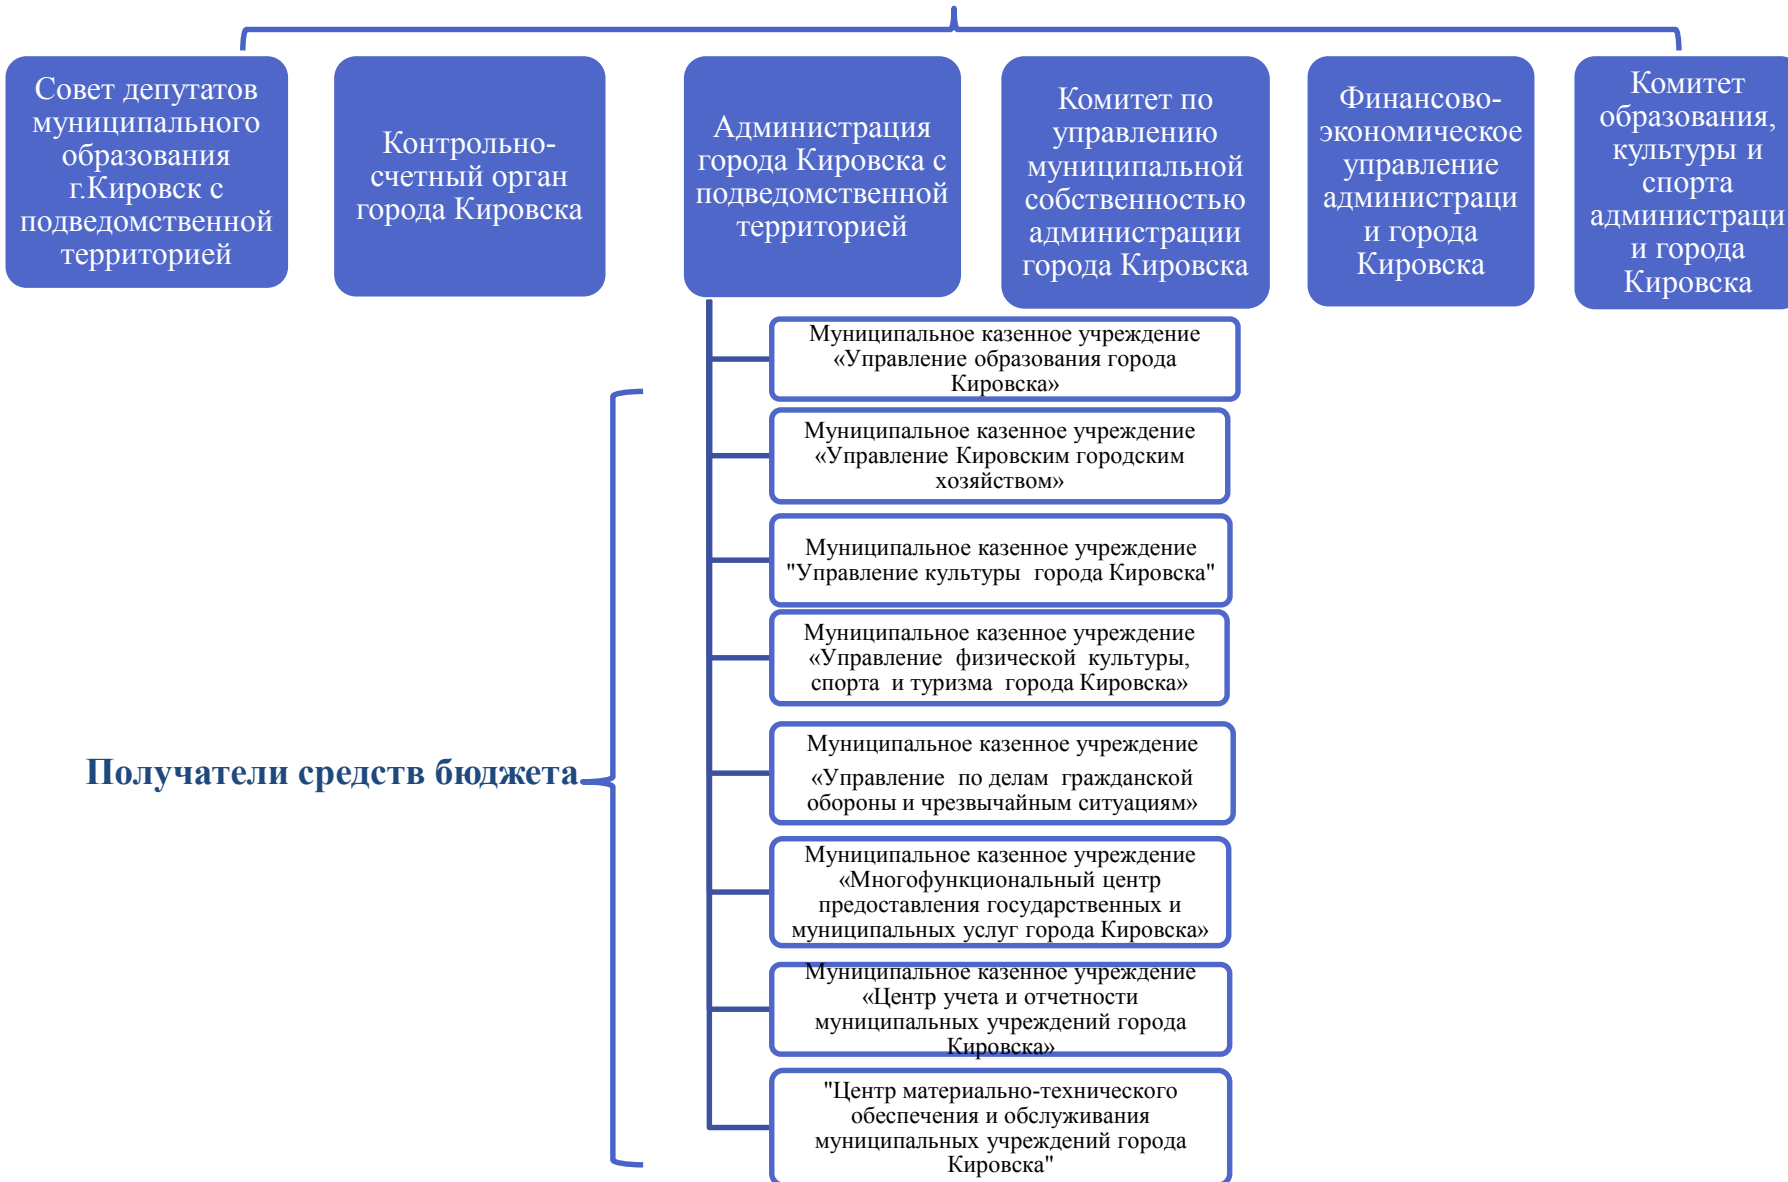 Совет депутатов
муниципального
образования
г.Кировск с
подведомственной
территорией
Контрольно-
счетный орган
города Кировска
Администрация
города Кировска с
подведомственной
территорией
Комитет по
управлению
муниципальной
собственностью
администрации
города Кировска
Финансово-
экономическое
управление
администраци
и города
Кировска
Комитет
образования,
культуры и
спорта
администраци
и города
Кировска
Муниципальное казенное учреждение
«Управление образования города
Кировска»
Муниципальное казенное учреждение
«Управление Кировским городским
хозяйством»
Муниципальное казенное учреждение
"Управление культуры города Кировска"
Муниципальное казенное учреждение
«Управление физической культуры,
спорта и туризма города Кировска»
Получатели средств бюджета
Муниципальное казенное учреждение
«Управление по делам гражданской
обороны и чрезвычайным ситуациям»
Муниципальное казенное учреждение
«Многофункциональный центр
предоставления государственных и
муниципальных услуг города Кировска»
Муниципальное казенное учреждение
«Центр учета и отчетности
муниципальных учреждений города
Кировска»
"Центр материально-технического
обеспечения и обслуживания
муниципальных учреждений города
Кировска"